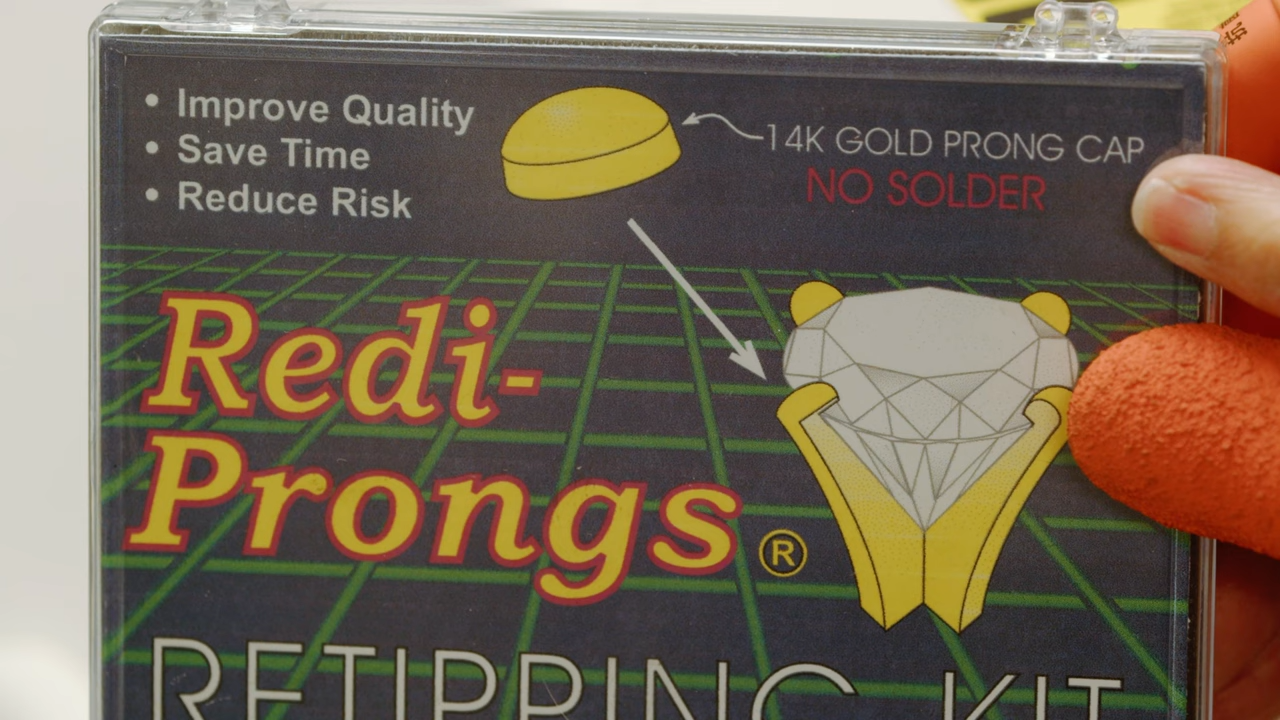 • Improve Quality
• Save Time
• Reduce Risk
14K GOLD PRONG CAP
NO SOLDER
Redi-
Prongs®
RETIPPING KIT